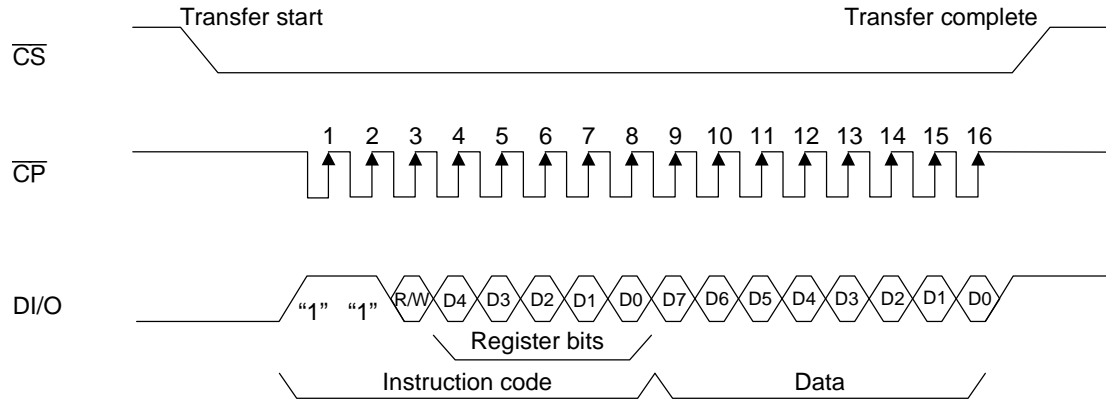 Transfer start Transfer complete
CS
1 2 3 4 5 6 7 8 9 10 11 12 13 14 15 16
CP
DI/O “1” “1” R/W D4 D3 D2 D1 D0 D7 D6 D5 D4 D3 D2 D1 D0
Register bits
Instruction code Data